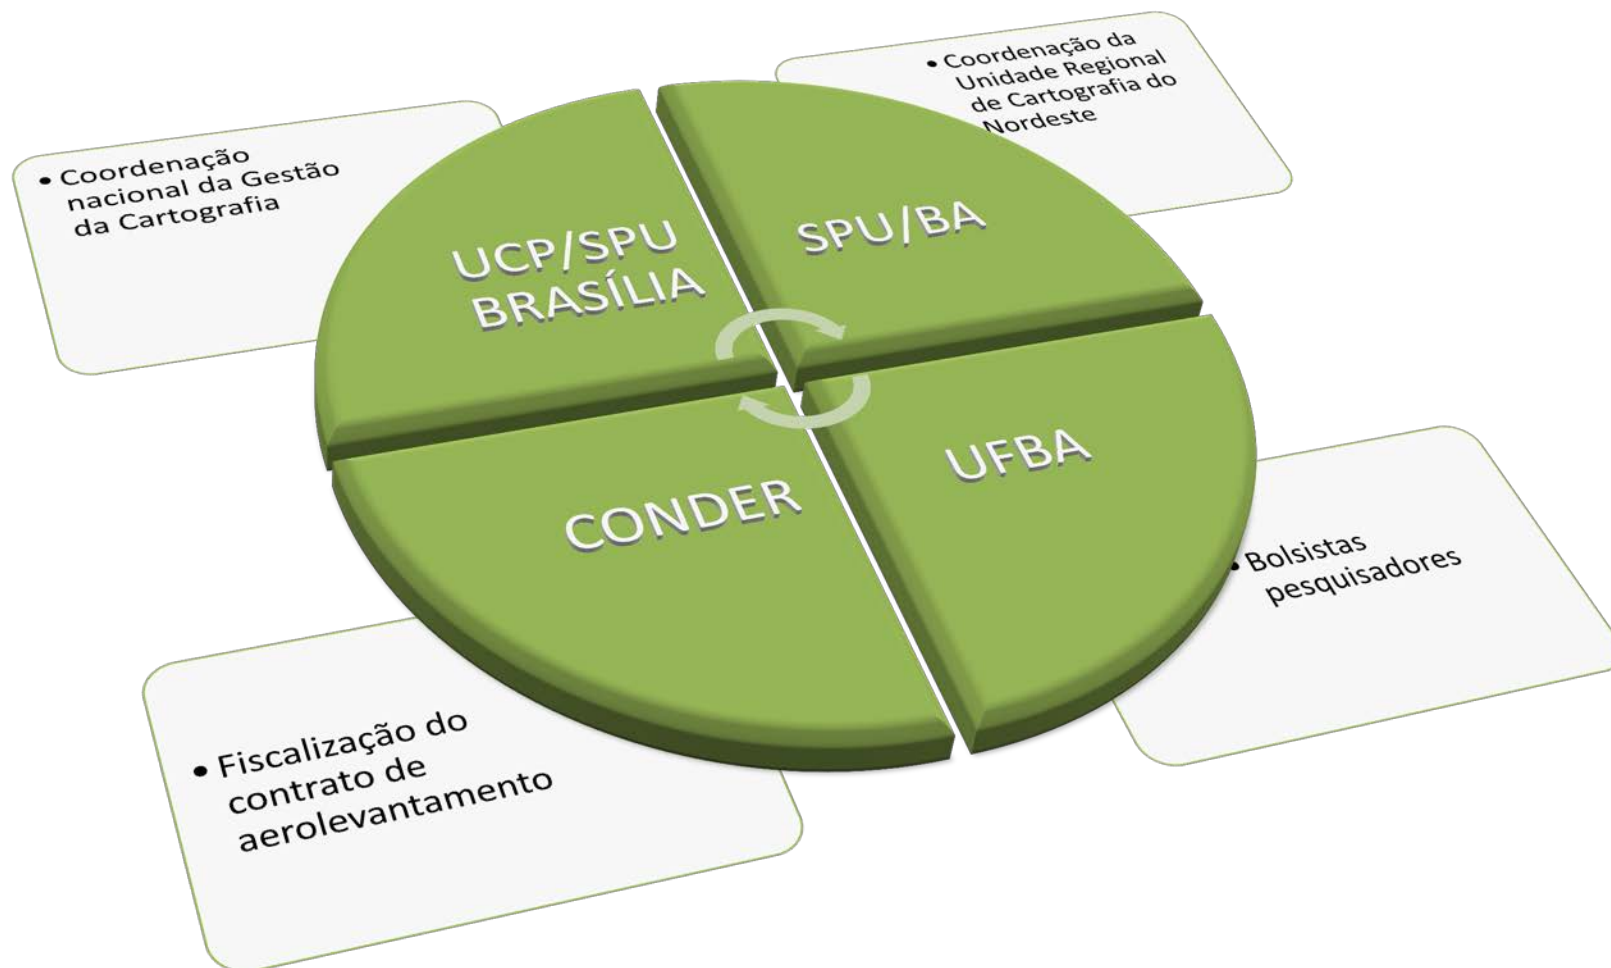 • Coordenação
nacional da Gestão
da Cartografia
UCP/SPU
BRASÍLIA
• Coordenação da
Unidade Regional
de Cartografia do
Nordeste
SPU/BA
UFBA
• Bolsistas
pesquisadores
CONDER
• Fiscalização do
contrato de
aerolevantamento